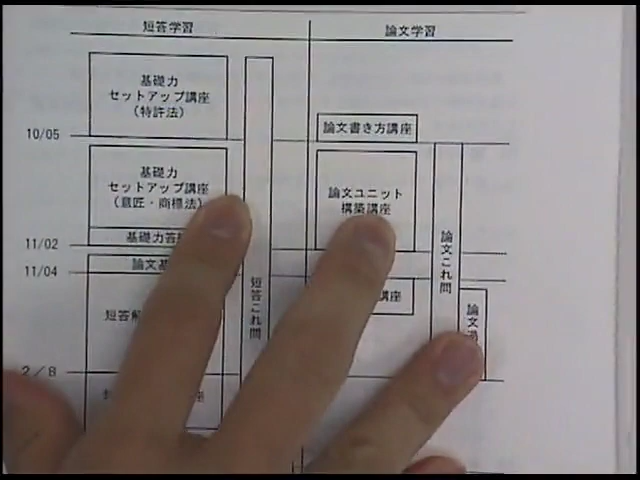 短答学習
論文学習
基礎力
セットアップ講座
（特許法）
論文書き方講座
10/05
基礎力
セットアップ講座
（意匠・商標法）
論文ユニット
構築講座
基礎力答
11/02
論文基
11/04
短答解
講座
短答これ問
論文これ問
論文
2/8
座